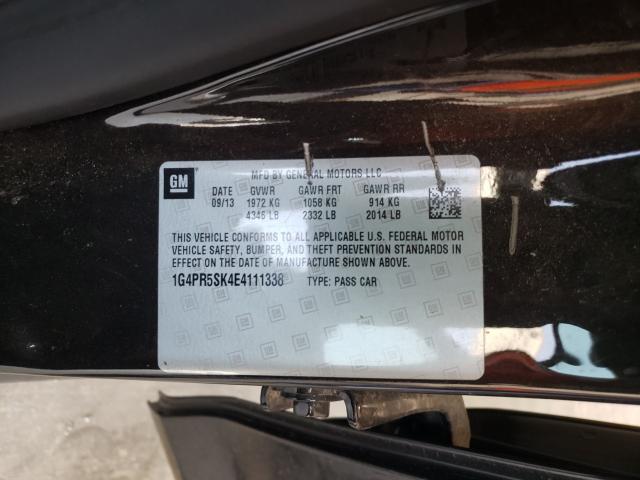 GM
MFD BY GENERAL MOTORS LLC
DATE GVWR GAWR FRT GAWR RR
09/13 1972 KG 1058 KG 914 KG
4346 LB 2332 LB 2014 LB
THIS VEHICLE CONFORMS TO ALL APPLICABLE U.S. FEDERAL MOTOR
VEHICLE SAFETY, BUMPER, AND THEFT PREVENTION STANDARDS IN
EFFECT ON THE DATE OF MANUFACTURE SHOWN ABOVE.
1G4PR5SK4E4111338 TYPE: PASS CAR